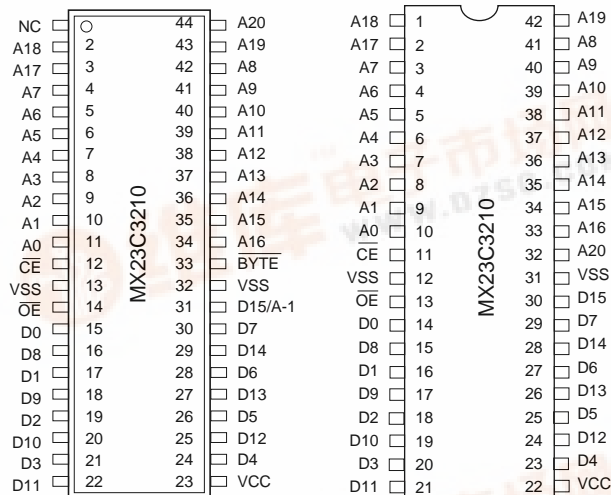 NC 44 A20
A18 2 43 A19
A17 3 42 A8
A7 4 41 A9
A6 5 40 A10
A5 6 39 A11
A4 7 38 A12
A3 8 37 A13
A2 9 36 A14
A1 10 35 A15
A0 11 34 A16
CE 12 33 BYTE
VSS 13 32 VSS
OE 14 31 D15/A-1
D0 15 30 D7
D8 16 29 D14
D1 17 28 D6
D9 18 27 D13
D2 19 26 D5
D10 20 25 D12
D3 21 24 D4
D11 22 23 VCC
MX23C3210
A18 1 42 A19
A17 2 41 A8
A7 3 40 A9
A6 4 39 A10
A5 5 38 A11
A4 6 37 A12
A3 7 36 A13
A2 8 35 A14
A1 9 34 A15
A0 10 33 A16
CE 11 32 A20
VSS 12 31 VSS
OE 13 30 D15
D0 14 29 D7
D8 15 28 D14
D1 16 27 D6
D9 17 26 D13
D2 18 25 D5
D10 19 24 D12
D3 20 23 D4
D11 21 22 VCC
MX23C3210